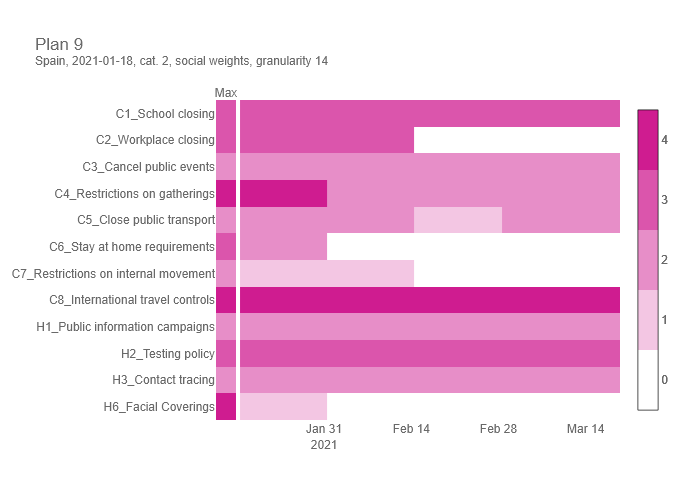 Plan 9
Spain, 2021-01-18, cat. 2, social weights, granularity 14
Max
C1_School closing
C2_Workplace closing
C3_Cancel public events
C4_Restrictions on gatherings
C5_Close public transport
C6_Stay at home requirements
C7_Restrictions on internal movement
C8_International travel controls
H1_Public information campaigns
H2_Testing policy
H3_Contact tracing
H6_Facial Coverings
4
3
2
1
0
Jan 31 Feb 14 Feb 28 Mar 14
2021